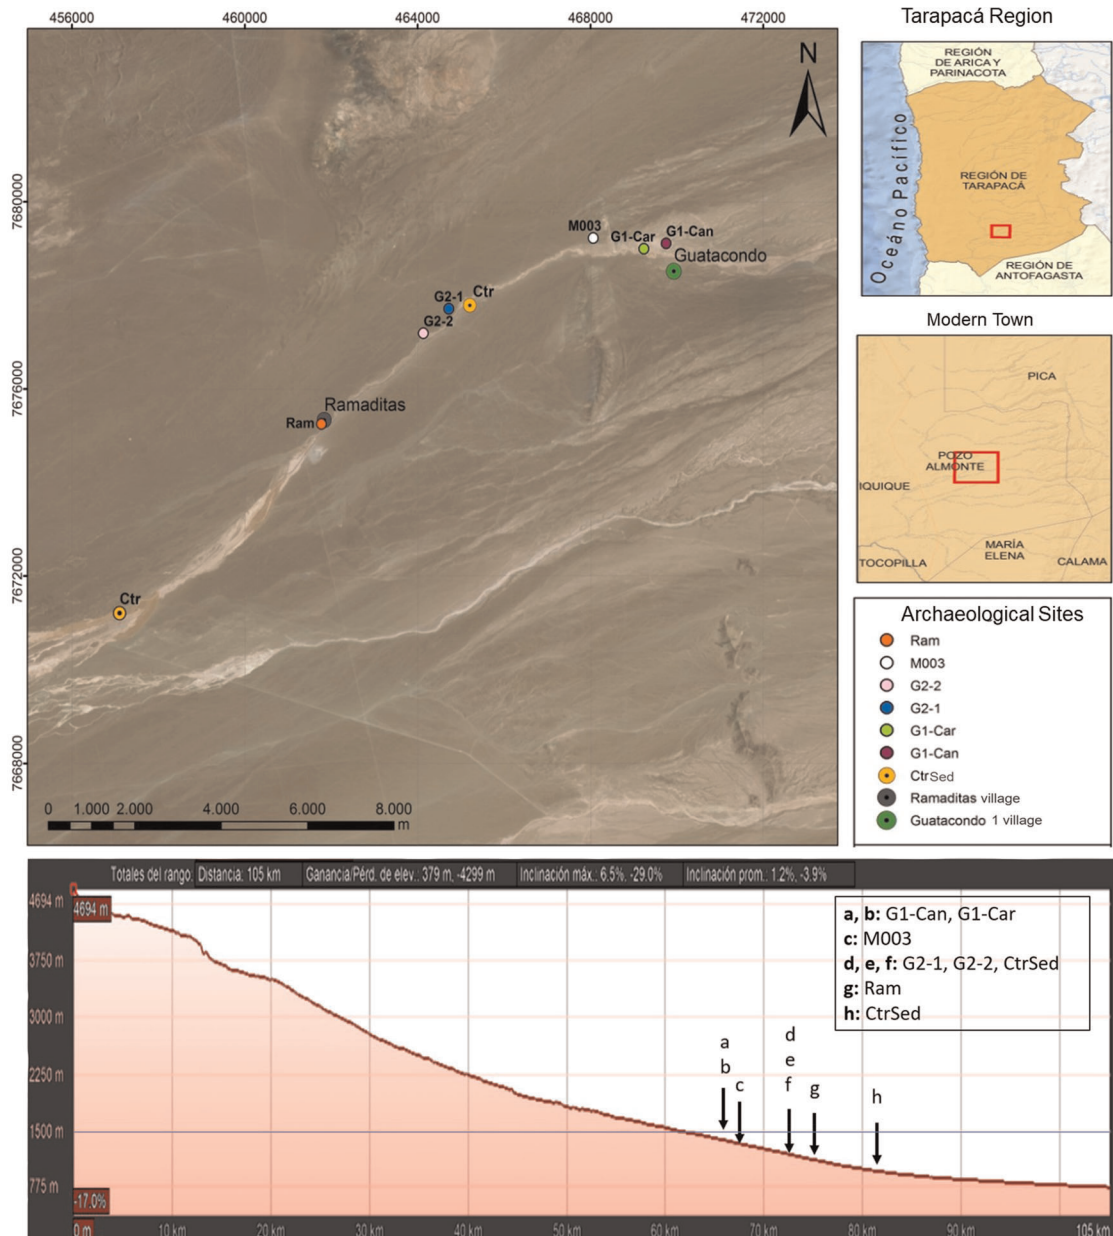 456000
460000
464000
468000
472000
7680000
7676000
7672000
7668000
N
M003
G1-Car
G1-Can
Guatacondo
G2-1
Ctr
G2-2
Ramaditas
Ram
Ctr
0 1.000 2.000 4.000 6.000 8.000
m
Tarapacá Region
REGIÓN
DE ARICA Y
PARINACOTA
Océano Pacífico
REGIÓN DE
TARAPACÁ
REGIÓN DE
ANTOFAGASTA
Modern Town
PICA
POZO
ALMONTE
IQUIQUE
MARÍA
ELENA
TOCOPILLA
CALAMA
Archaeological Sites
Ram
M003
G2-2
G2-1
G1-Car
G1-Can
CtrSed
Ramaditas village
Guatacondo 1 village
Totales del rango: Distancia: 105 km Ganancia/Pérd. de elev.: 379 m, -4299 m Inclinación máx.: 6.5%, -29.0% Inclinación prom.: 1.2%, -3.9%
4694 m
4694 m
3750 m
3000 m
2250 m
1500 m
775 m
-17.0%
a, b: G1-Can, G1-Car
c: M003
d, e, f: G2-1, G2-2, CtrSed
g: Ram
h: CtrSed
a
b
c
d
e
f
g
h
0 m 10 km 20 km 30 km 40 km 50 km 60 km 70 km 80 km 90 km 105 km